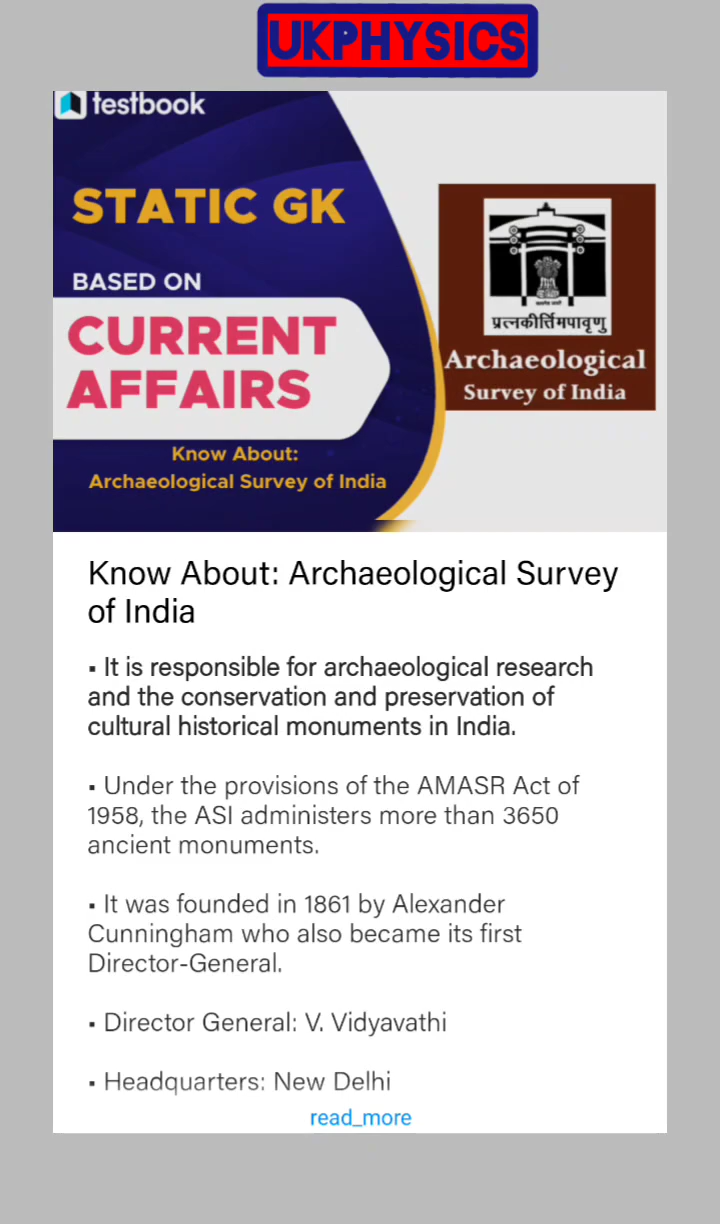 UKPHYSICS
testbook
STATIC GK
BASED ON
CURRENT
AFFAIRS
Know About:
Archaeological Survey of India
प्रत्नकीर्तिमपावृणु
Archaeological
Survey of India
Know About: Archaeological Survey
of India
▪ It is responsible for archaeological research
and the conservation and preservation of
cultural historical monuments in India.
▪ Under the provisions of the AMASR Act of
1958, the ASI administers more than 3650
ancient monuments.
▪ It was founded in 1861 by Alexander
Cunningham who also became its first
Director-General.
▪ Director General: V. Vidyavathi
▪ Headquarters: New Delhi
read_more